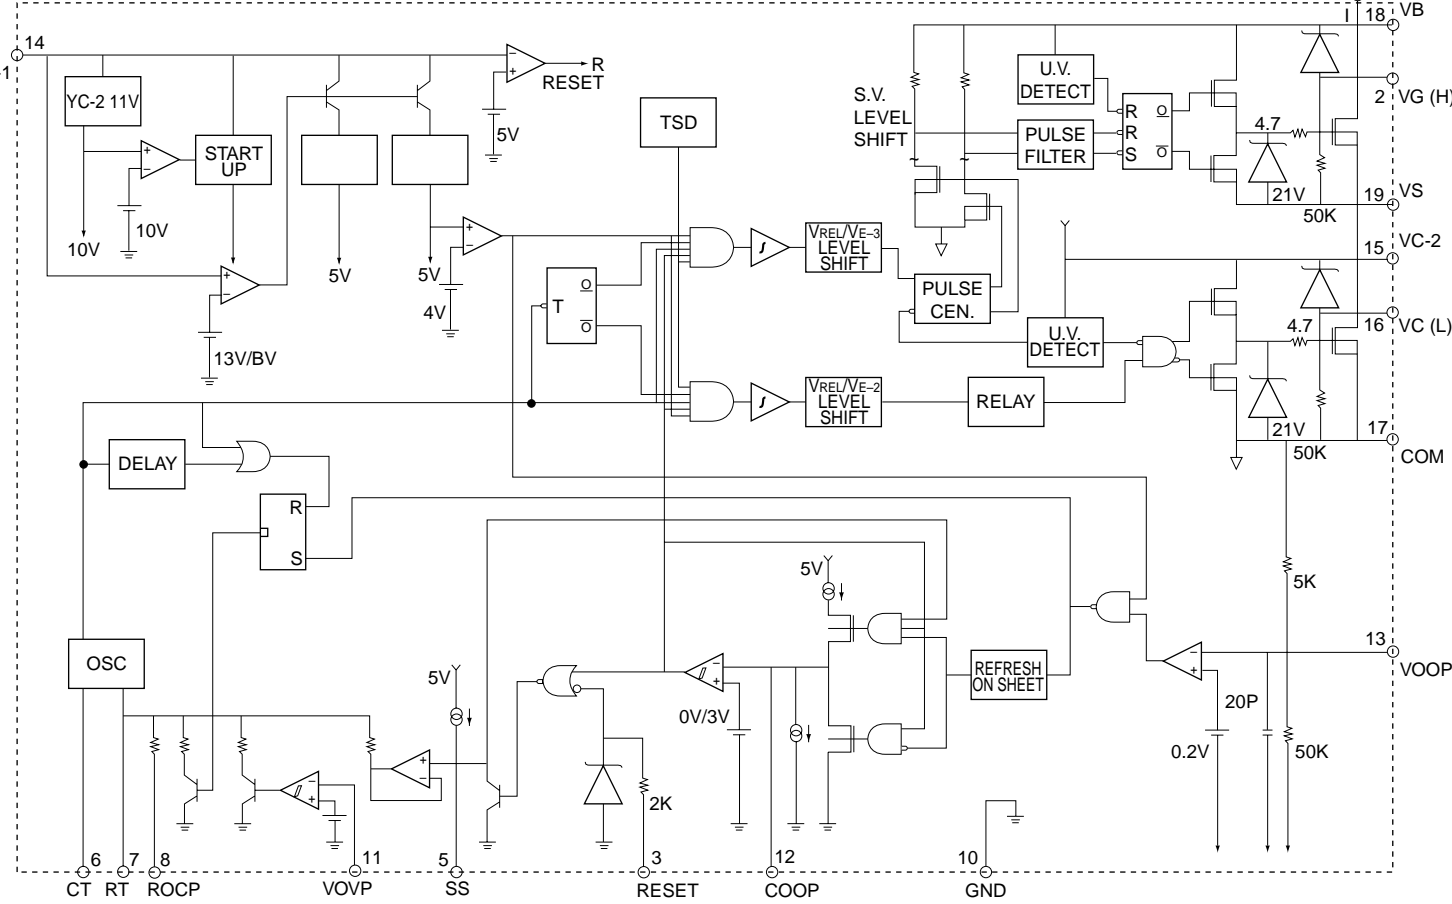 18
VB
14
-1
YC-2 11V
START
UP
10V
10V
R
RESET
5V
TSD
S.V.
LEVEL
SHIFT
U.V.
DETECT
PULSE
FILTER
R
R
S
O
O
4.7
21V
50K
2
VG (H)
19
VS
5V
5V
4V
13V/BV
T
O
O
VREL/VE–3
LEVEL
SHIFT
PULSE
CEN.
15
VC-2
U.V.
DETECT
4.7
16
VC (L)
VREL/VE–2
LEVEL
SHIFT
RELAY
21V
50K
17
COM
DELAY
R
S
5V
5K
OSC
5V
0V/3V
REFRESH
ON SHEET
13
VOOP
20P
0.2V
50K
2K
6
CT
7
RT
8
ROCP
11
VOVP
5
SS
3
RESET
12
COOP
10
GND